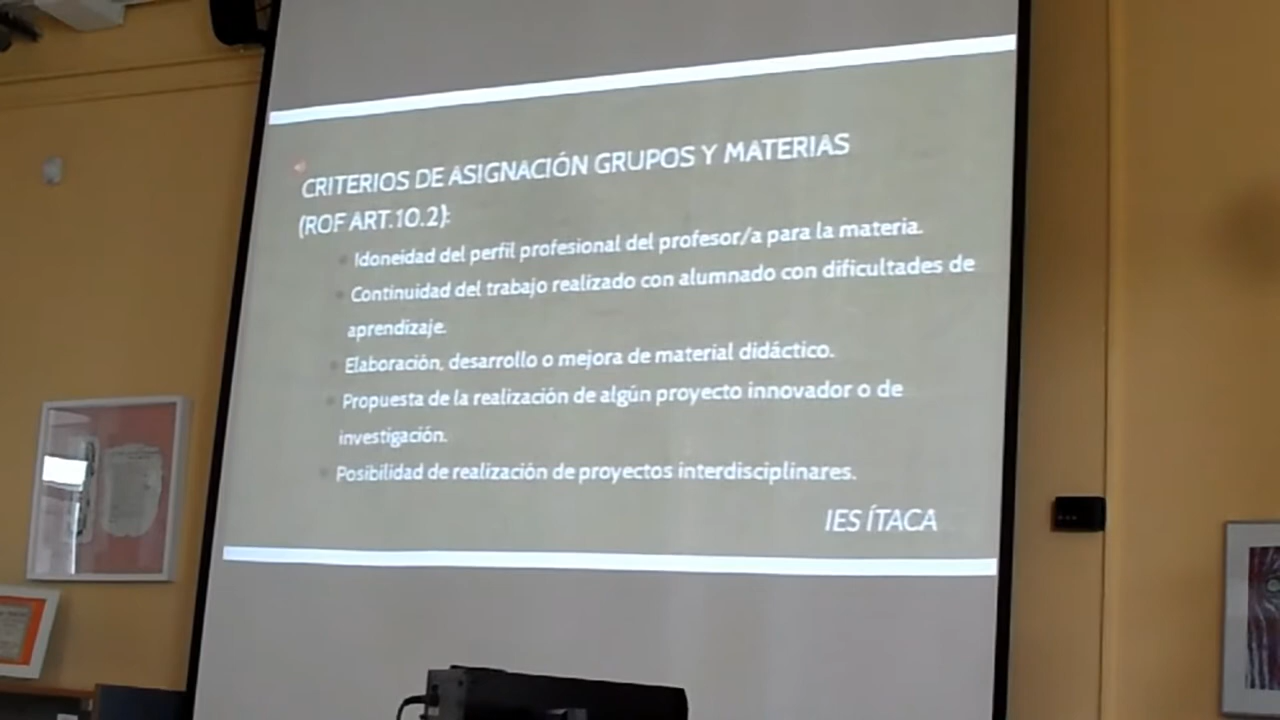 CRITERIOS DE ASIGNACIÓN GRUPOS Y MATERIAS
(ROF ART.10.2):
Idoneidad del perfil profesional del profesor/a para la materia.
Continuidad del trabajo realizado con alumnado con dificultades de
aprendizaje.
Elaboración, desarrollo o mejora de material didáctico.
Propuesta de la realización de algún proyecto innovador o de
investigación.
Posibilidad de realización de proyectos interdisciplinares.
IES ÍTACA